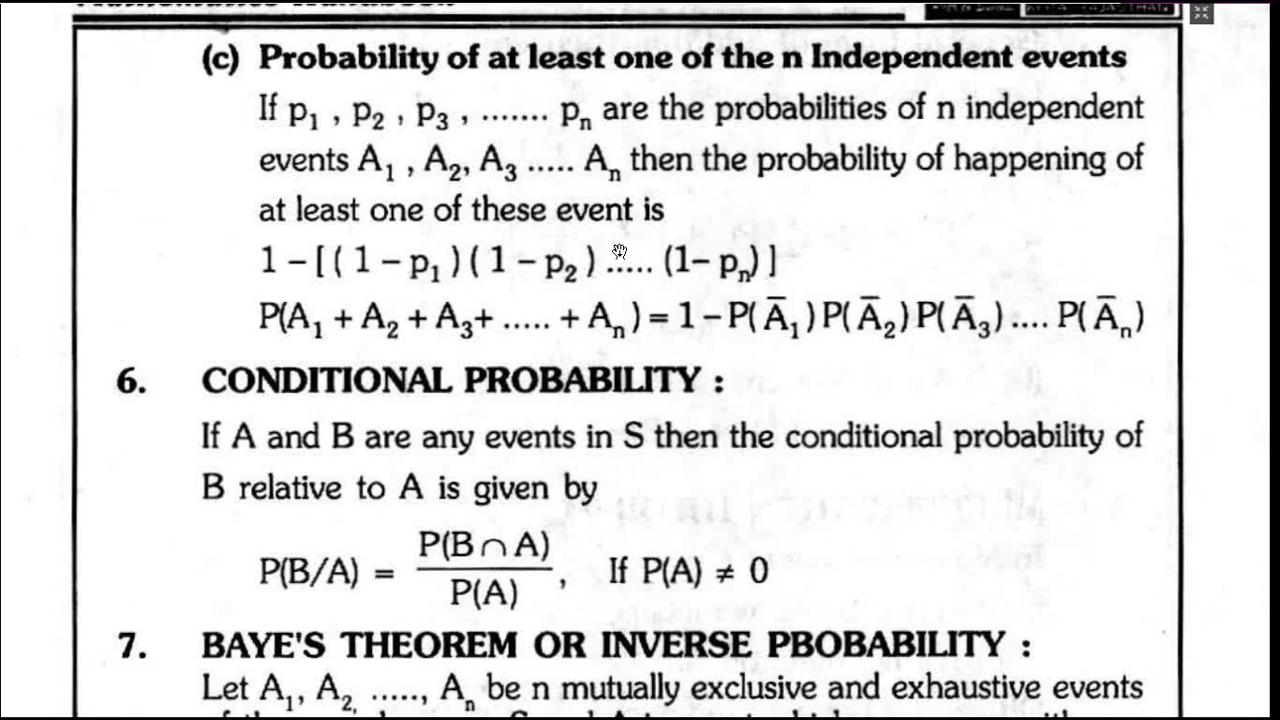 (c) Probability of at least one of the n Independent events
If p₁ , p₂ , p₃ , ....... pₙ are the probabilities of n independent
events A₁ , A₂, A₃ ..... Aₙ then the probability of happening of
at least one of these event is
1 – [ ( 1 – p₁ ) ( 1 – p₂ ) ..... (1– pₙ) ]
P(A₁ + A₂ + A₃+ ..... + Aₙ ) = 1 – P( Ā₁ ) P( Ā₂ ) P( Ā₃ ) .... P( Āₙ )
6. CONDITIONAL PROBABILITY :
If A and B are any events in S then the conditional probability of
B relative to A is given by
P(B/A) = P(B ∩ A) / P(A) , If P(A) ≠ 0
7. BAYE'S THEOREM OR INVERSE PBOBABILITY :
Let A₁, A₂, ....., Aₙ be n mutually exclusive and exhaustive events